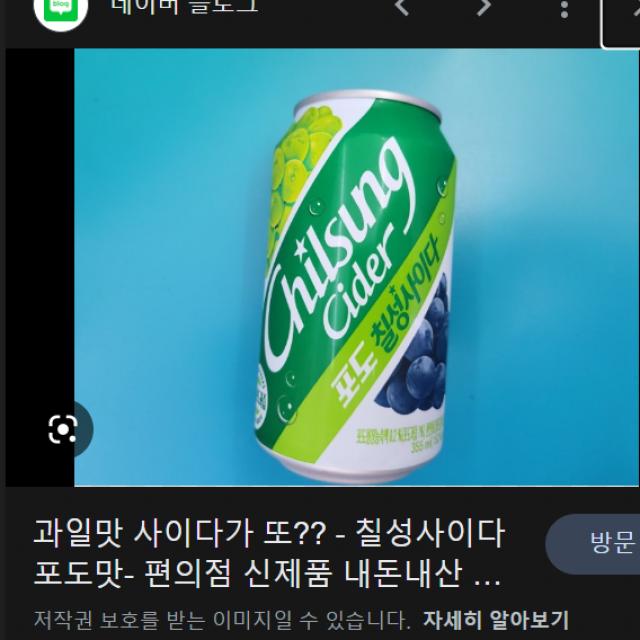 blog
네이버 블로그
Chilsung
Cider
포도 칠성사이다
355 ml
과일맛 사이다가 또?? - 칠성사이다
포도맛- 편의점 신제품 내돈내산 ...
방문
저작권 보호를 받는 이미지일 수 있습니다. 자세히 알아보기